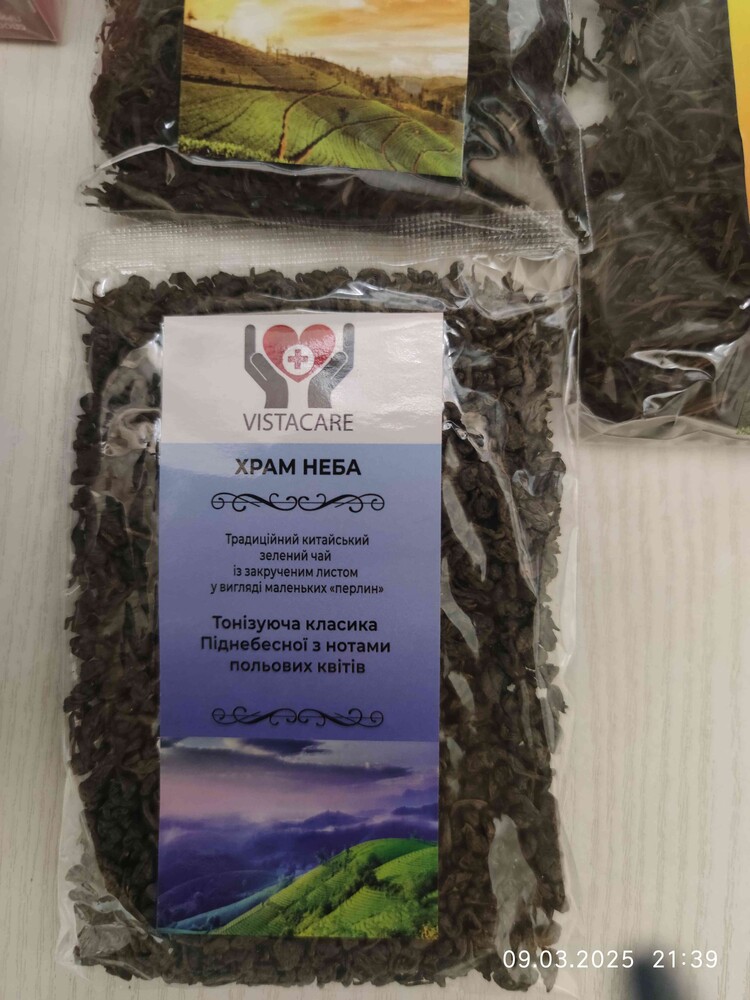 VISTACARE
ХРАМ НЕБА
Традиційний китайський
зелений чай
із закрученим листом
у вигляді маленьких «перлин»
Тонізуюча класика
Піднебесної з нотами
польових квітів
09.03.2025 21:39